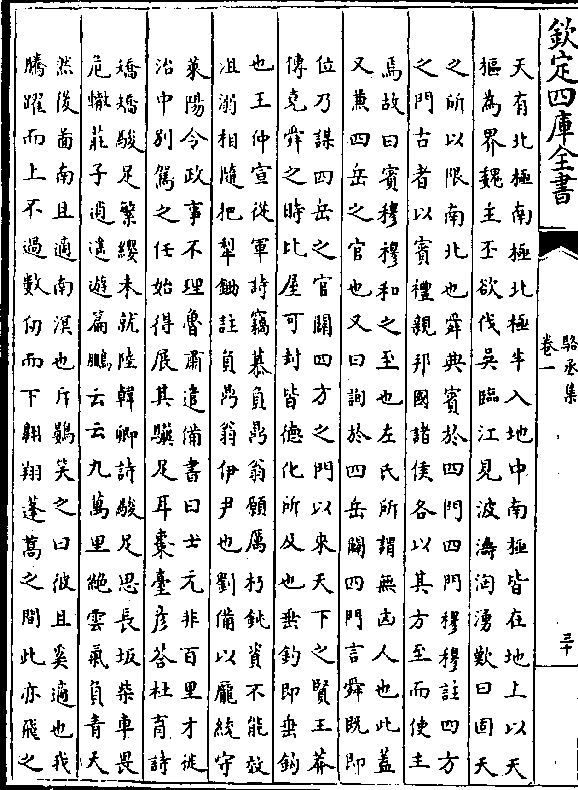 欽定四庫全書
駱丞集
卷一
三十
天有北極南極北極半入地中南極皆在地上以天
樞為界魏主丕欲伐吳臨江見波濤洶湧歎曰固天
之所以限南北也舜典賓於四門四門穆穆註四方
之門古者以賓禮親邦國諸侯各以其方至而使主
焉故曰賓穆穆和之至也左氏所謂無凶人也此蓋
又蕪四岳之官也又曰詢於四岳闢四門言舜既即
位乃謀四岳之官闢四方之門以來天下之賢王莽
傳堯舜之時比屋可封皆德化所及也垂釣即垂鈎
也王仲宣從軍詩竊慕負鼎翁願厲朽鈍資不能效
沮溺相隨把犂鋤註負鼎翁伊尹也劉備以龐統守
萊陽令政事不理魯肅遺備書曰士元非百里才徙
治中别駕之任始得展其驥足耳棗臺彦答杜育詩
矯矯駿足繁纓未就陸韓卿詩駿足思長坂柴車畏
危轍莊子逍遥遊篇鵬云云九萬里絶雲氣負青天
然後啚南且適南溟也斥鷃笑之曰彼且奚適也我
騰躍而上不過數仞而下翺翔蓬蒿之間此亦飛之